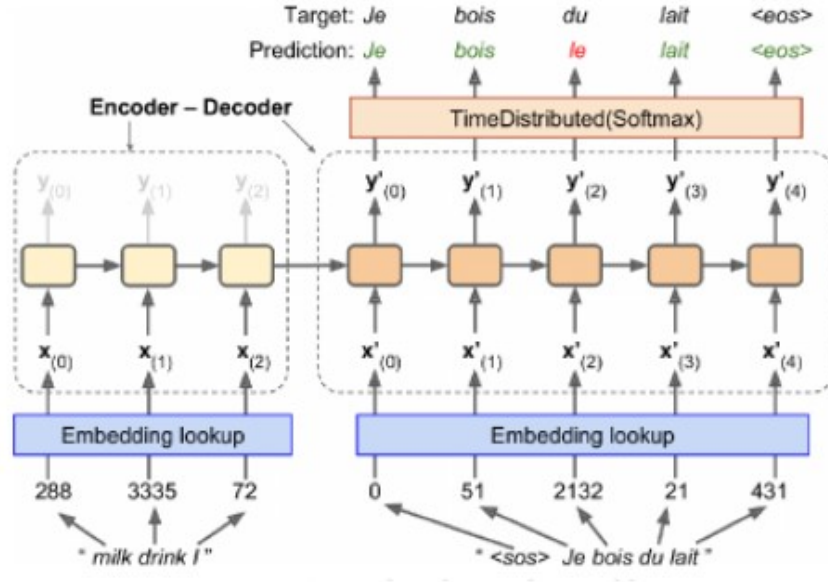 Target: Je bois du lait <eos>
Prediction: Je bois le lait <eos>
Encoder – Decoder
TimeDistributed(Softmax)
y(0) y(1) y(2) y'(0) y'(1) y'(2) y'(3) y'(4)
x(0) x(1) x(2) x'(0) x'(1) x'(2) x'(3) x'(4)
Embedding lookup Embedding lookup
288 3335 72 0 51 2132 21 431
" milk drink I " " <sos> Je bois du lait "